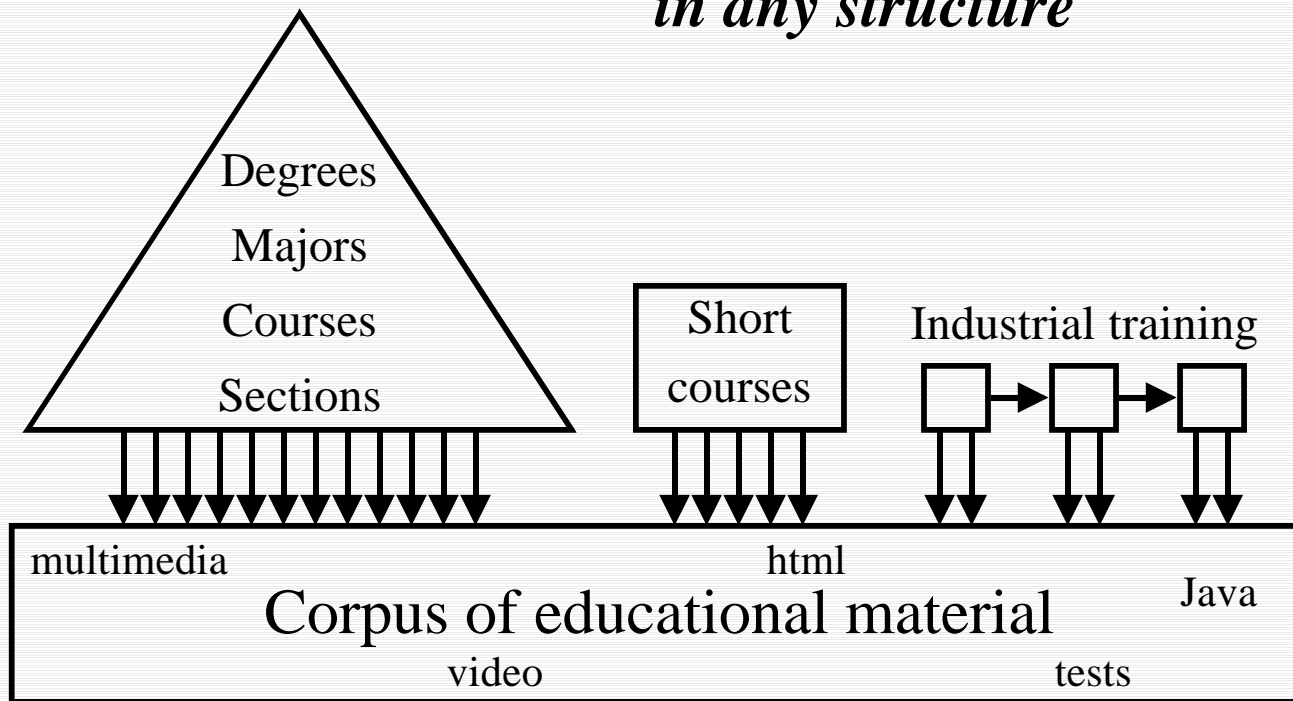 in any structure
Degrees
Majors
Courses
Sections
Short
courses
Industrial training
multimedia
html
Java
Corpus of educational material
video
tests